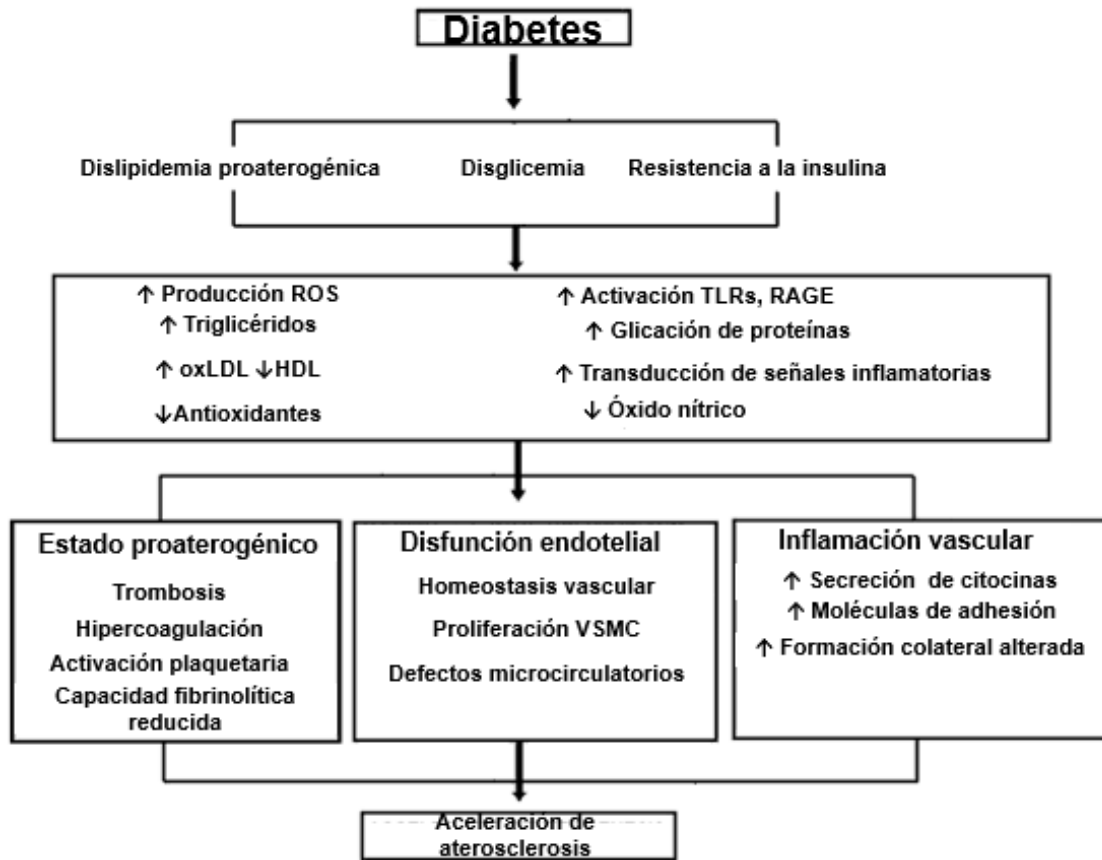 Diabetes
Dislipidemia proaterogénica
Disglicemia
Resistencia a la insulina
↑ Producción ROS
↑ Triglicéridos
↑ oxLDL ↓HDL
↓Antioxidantes
↑ Activación TLRs, RAGE
↑ Glicación de proteínas
↑ Transducción de señales inflamatorias
↓ Óxido nítrico
Estado proaterogénico
Trombosis
Hipercoagulación
Activación plaquetaria
Capacidad fibrinolítica
reducida
Disfunción endotelial
Homeostasis vascular
Proliferación VSMC
Defectos microcirculatorios
Inflamación vascular
↑ Secreción de citocinas
↑ Moléculas de adhesión
↑ Formación colateral alterada
Aceleración de
aterosclerosis